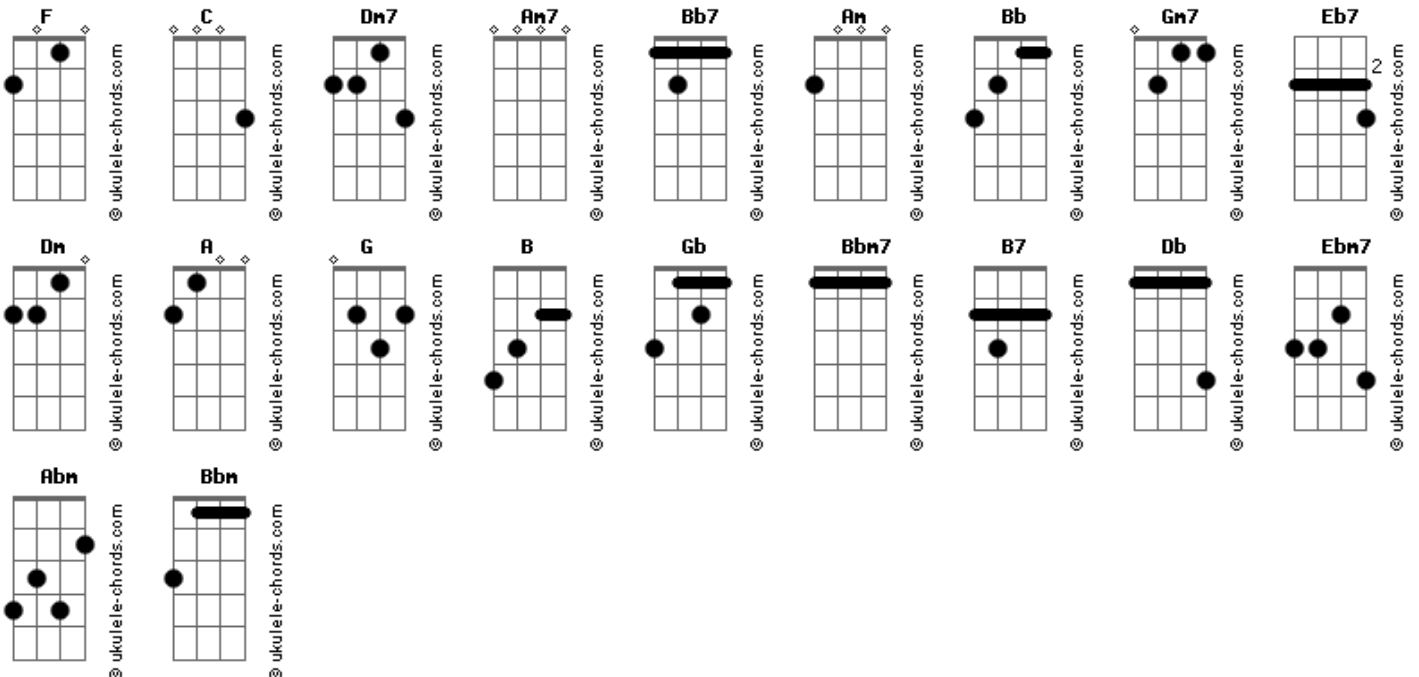 F C Dm7 Am7 Bb7 Am Bb Gm7 Eb7
© ukulele-chords.com © ukulele-chords.com © ukulele-chords.com © ukulele-chords.com © ukulele-chords.com © ukulele-chords.com © ukulele-chords.com © ukulele-chords.com 2 © ukulele-chords.com
Dm A G B Gb Bbm7 B7 Db Ebm7
© ukulele-chords.com © ukulele-chords.com © ukulele-chords.com © ukulele-chords.com © ukulele-chords.com © ukulele-chords.com © ukulele-chords.com © ukulele-chords.com © ukulele-chords.com
Abm Bbm
© ukulele-chords.com © ukulele-chords.com